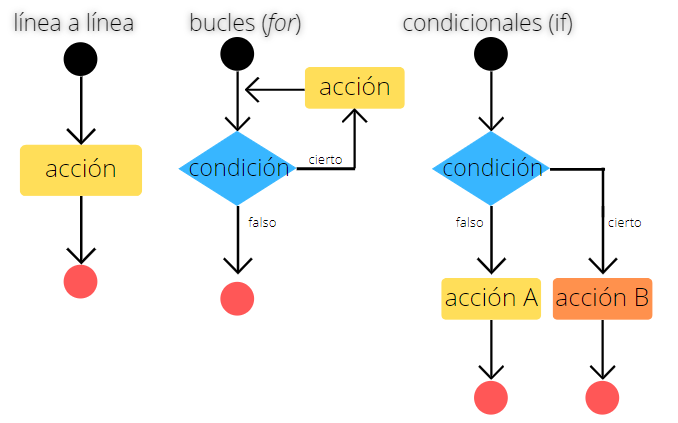 línea a línea
acción
bucles (for)
acción
condición
cierto
falso
condicionales (if)
condición
falso
cierto
acción A
acción B